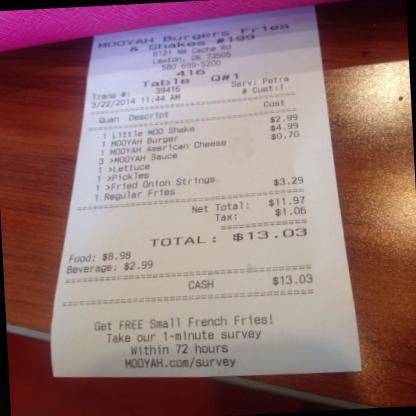 MOOYAH Burgers Fries
& Shakes #199
6121 NW Cache Rd
Lawton, OK 73505
580-699-5200
416
Table Q#1
Trans #: 39416 Serv: Petra
3/22/2014 11:44 AM # Cust:1
Quan Descript Cost
1 Little MOO Shake $2.99
1 MOOYAH Burger $4.99
1 MOOYAH American Cheese $0.70
3 >MOOYAH Sauce
1 >Lettuce
1 >Pickles
1 >Fried Onion Strings
1 Regular Fries $3.29
Net Total: $11.97
Tax: $1.06
TOTAL: $13.03
Food: $8.98
Beverage: $2.99
CASH $13.03
Get FREE Small French Fries!
Take our 1-minute survey
Within 72 hours
MOOYAH.com/survey